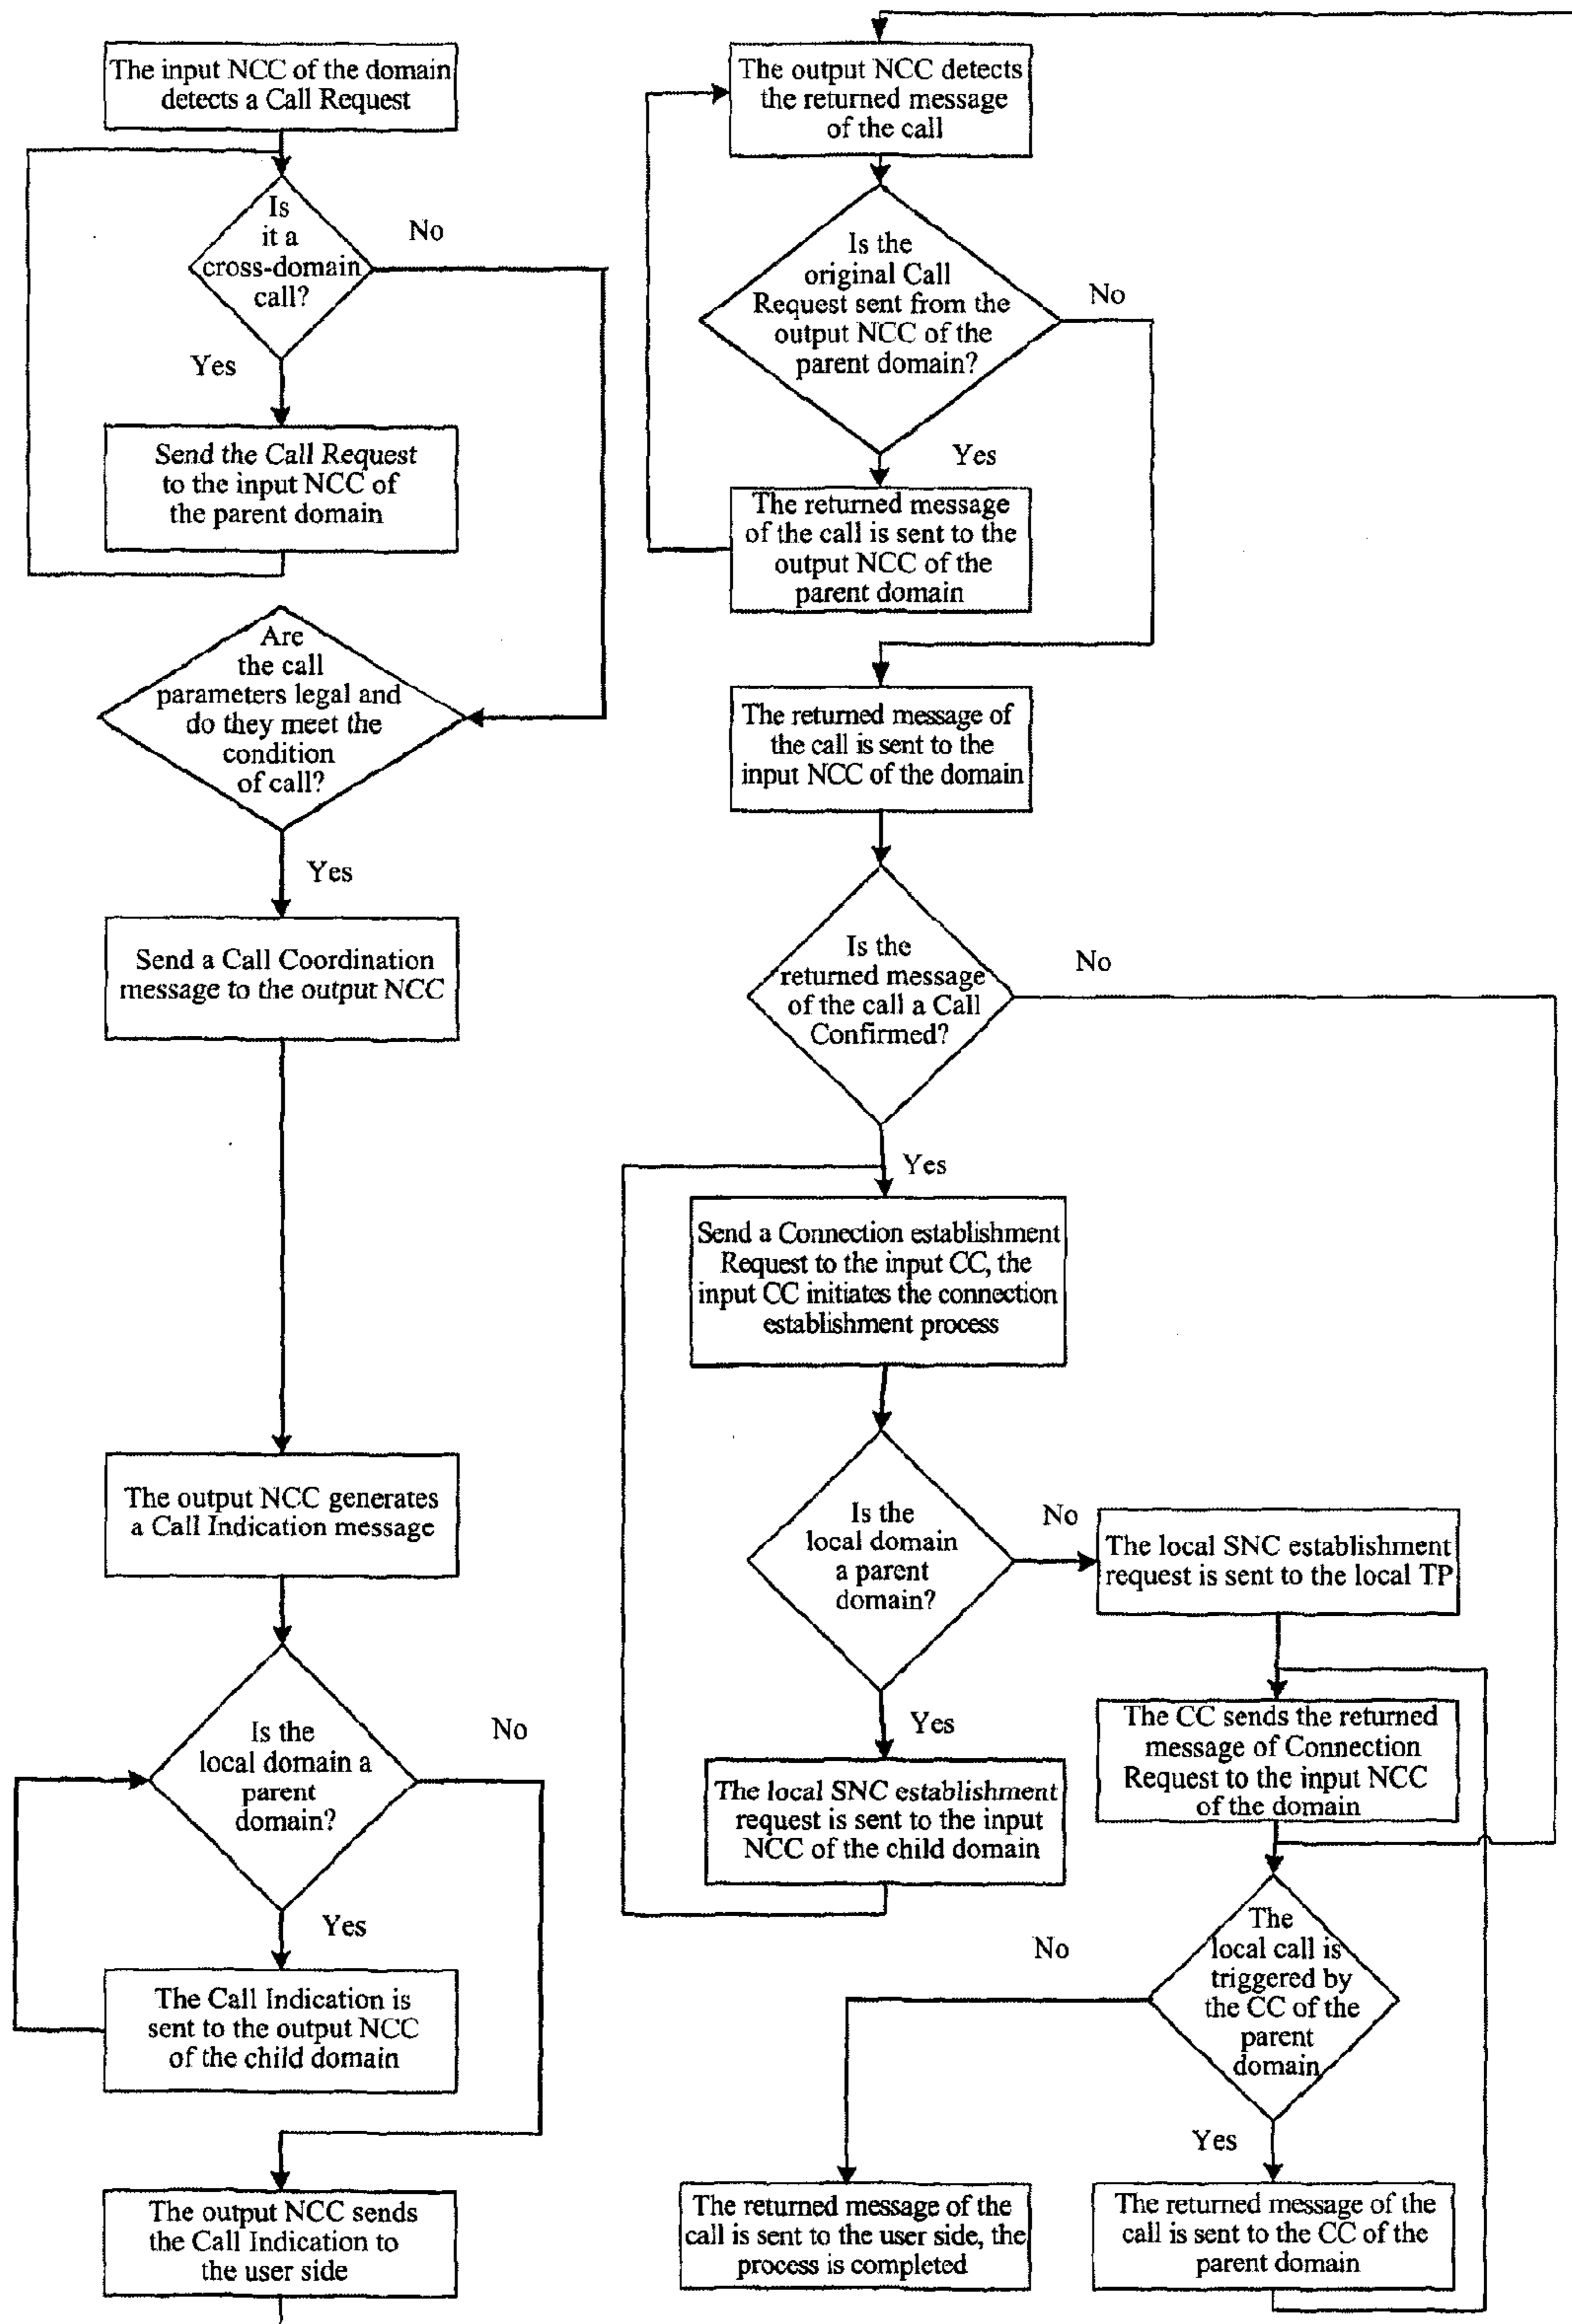 The input NCC of the domain
detects a Call Request
Is
it a
cross-domain
call?
No
Yes
Send the Call Request
to the input NCC of
the parent domain
Are
the call
parameters legal and
do they meet the
condition
of call?
Yes
Send a Call Coordination
message to the output NCC
The output NCC generates
a Call Indication message
Is the
local domain a
parent
domain?
No
Yes
The Call Indication is
sent to the output NCC
of the child domain
The output NCC sends
the Call Indication to
the user side
The output NCC detects
the returned message
of the call
Is the
original Call
Request sent from the
output NCC of the
parent domain?
No
Yes
The returned message
of the call is sent to the
output NCC of the
parent domain
The returned message of
the call is sent to the
input NCC of the domain
Is the
returned message
of the call a Call
Confirmed?
No
Yes
Send a Connection establishment
Request to the input CC, the
input CC initiates the connection
establishment process
Is the
local domain
a parent
domain?
No
Yes
The local SNC establishment
request is sent to the local TP
The local SNC establishment
request is sent to the input
NCC of the child domain
The CC sends the returned
message of Connection
Request to the input NCC
of the domain
The
local call is
triggered by
the CC of the
parent
domain
No
Yes
The returned message of the
call is sent to the user side, the
process is completed
The returned message of the
call is sent to the CC of the
parent domain